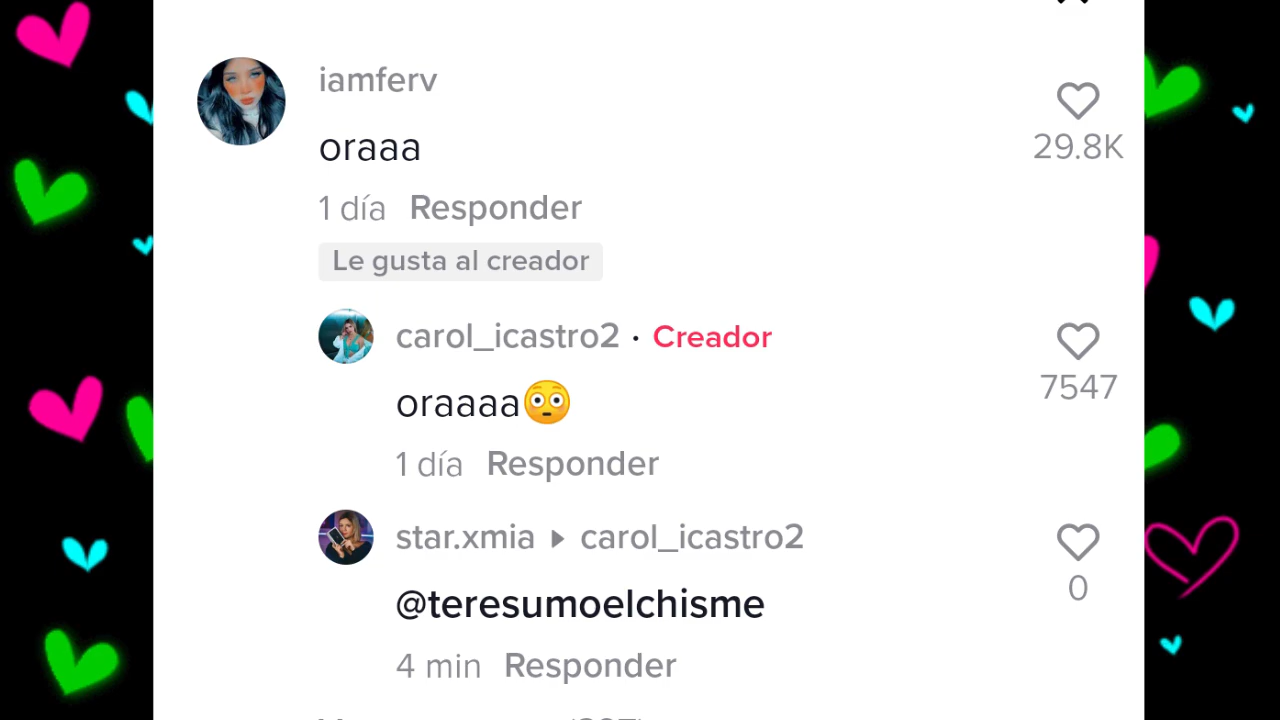 iamferv
oraaa
29.8K
1 día Responder
Le gusta al creador
carol_icastro2 · Creador
oraaaa😳
7547
1 día Responder
star.xmia ▶ carol_icastro2
@teresumoelchisme
0
4 min Responder